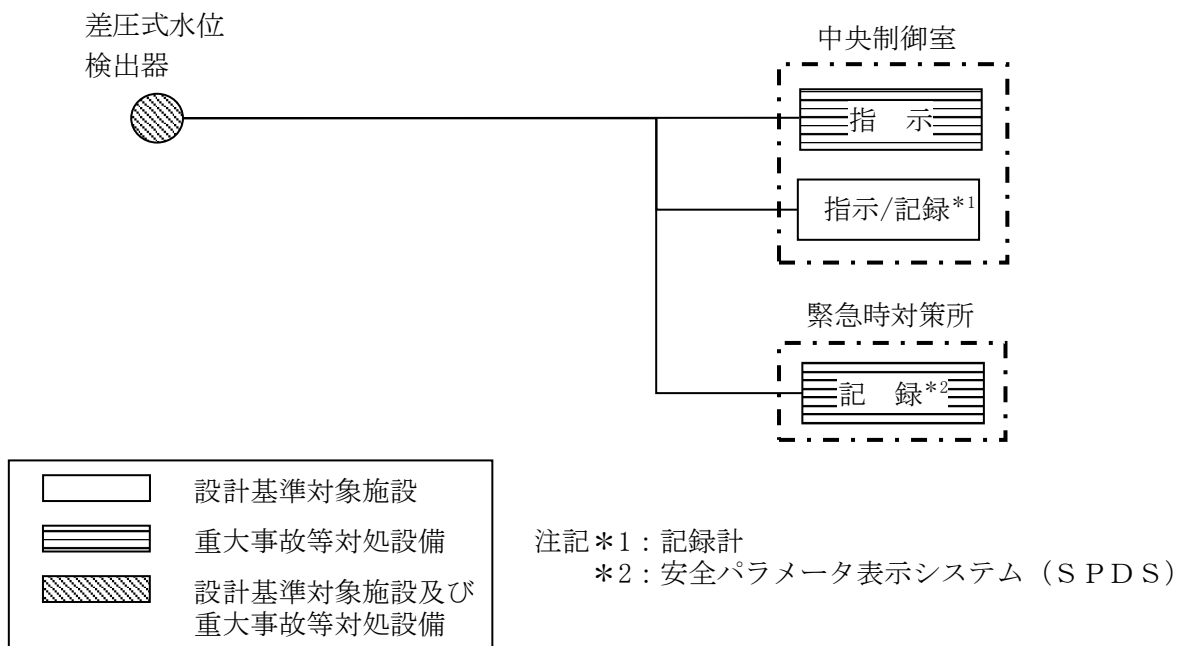 差圧式水位
検出器
中央制御室
指 示
指示/記録*1
緊急時対策所
記 録*2
設計基準対象施設
重大事故等対処設備
設計基準対象施設及び
重大事故等対処設備
注記*1:記録計
*2:安全パラメータ表示システム(SPDS)